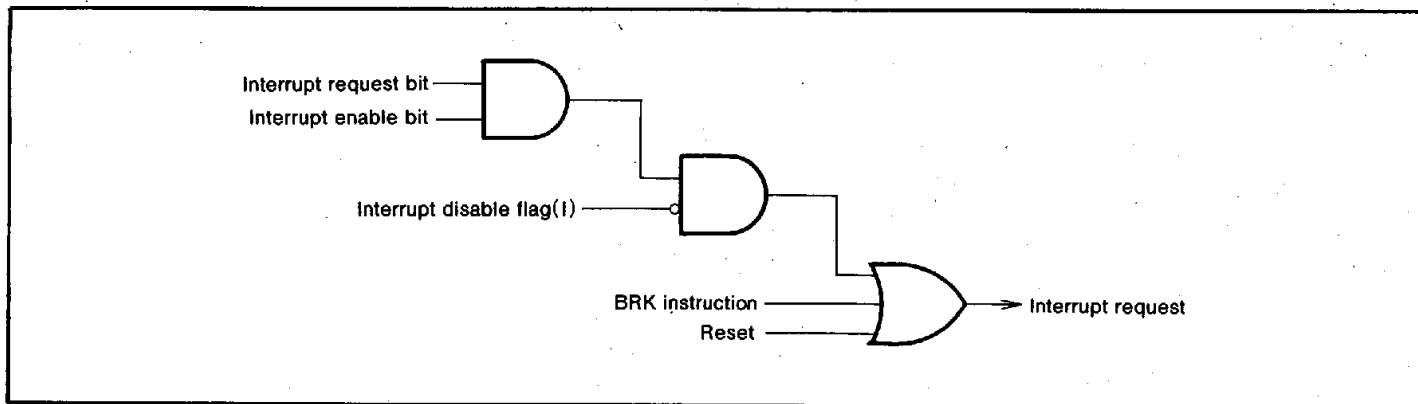 Interrupt request bit
Interrupt enable bit
Interrupt disable flag(I)
BRK instruction
Interrupt request
Reset